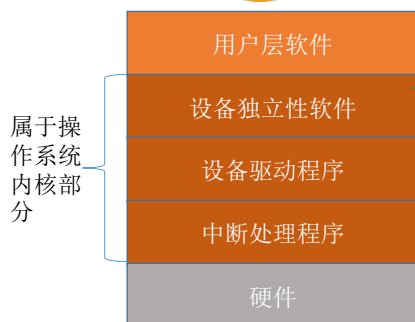 用户层软件
设备独立性软件
属于操
作系统
内核部
分
设备驱动程序
中断处理程序
硬件